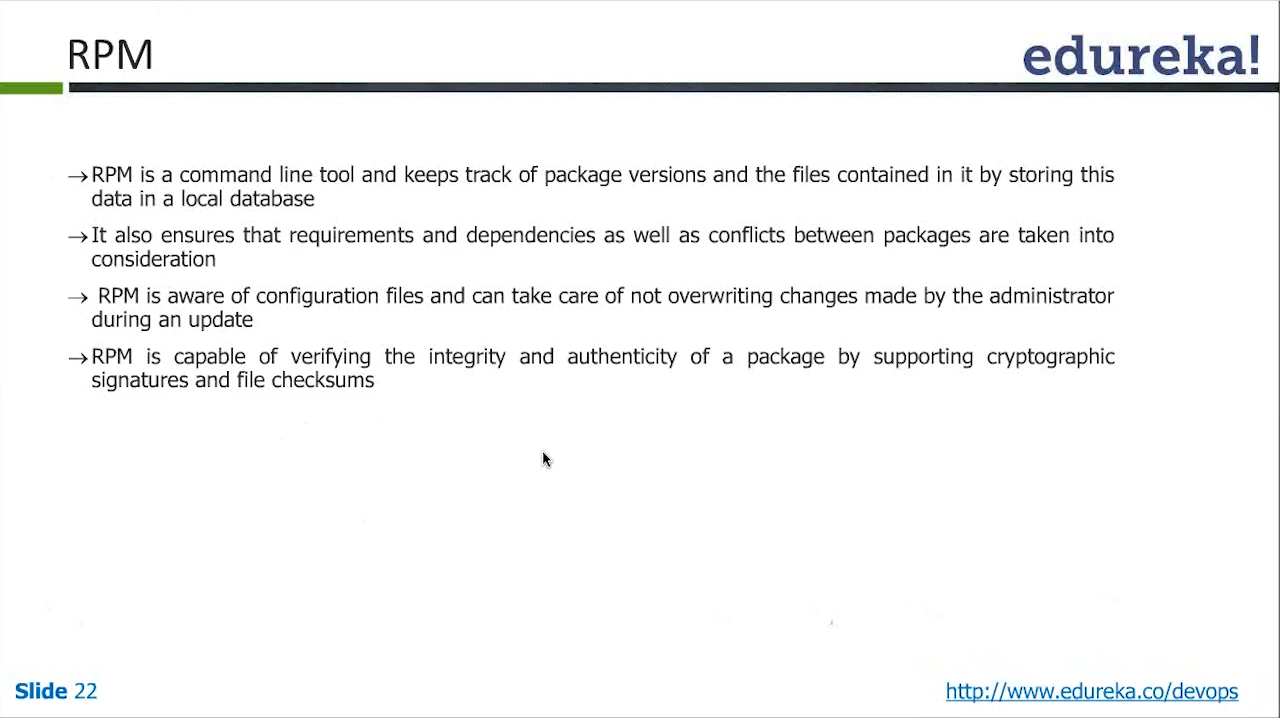 RPM
edureka!
→RPM is a command line tool and keeps track of package versions and the files contained in it by storing this
data in a local database
→It also ensures that requirements and dependencies as well as conflicts between packages are taken into
consideration
→ RPM is aware of configuration files and can take care of not overwriting changes made by the administrator
during an update
→RPM is capable of verifying the integrity and authenticity of a package by supporting cryptographic
signatures and file checksums
Slide 22
http://www.edureka.co/devops